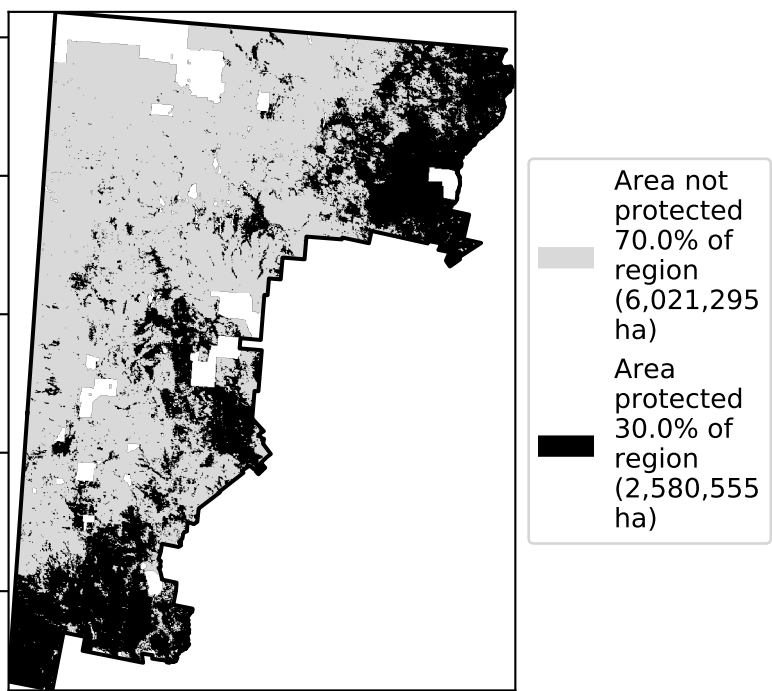 Area not
protected
70.0% of
region
(6,021,295
ha)
Area
protected
30.0% of
region
(2,580,555
ha)